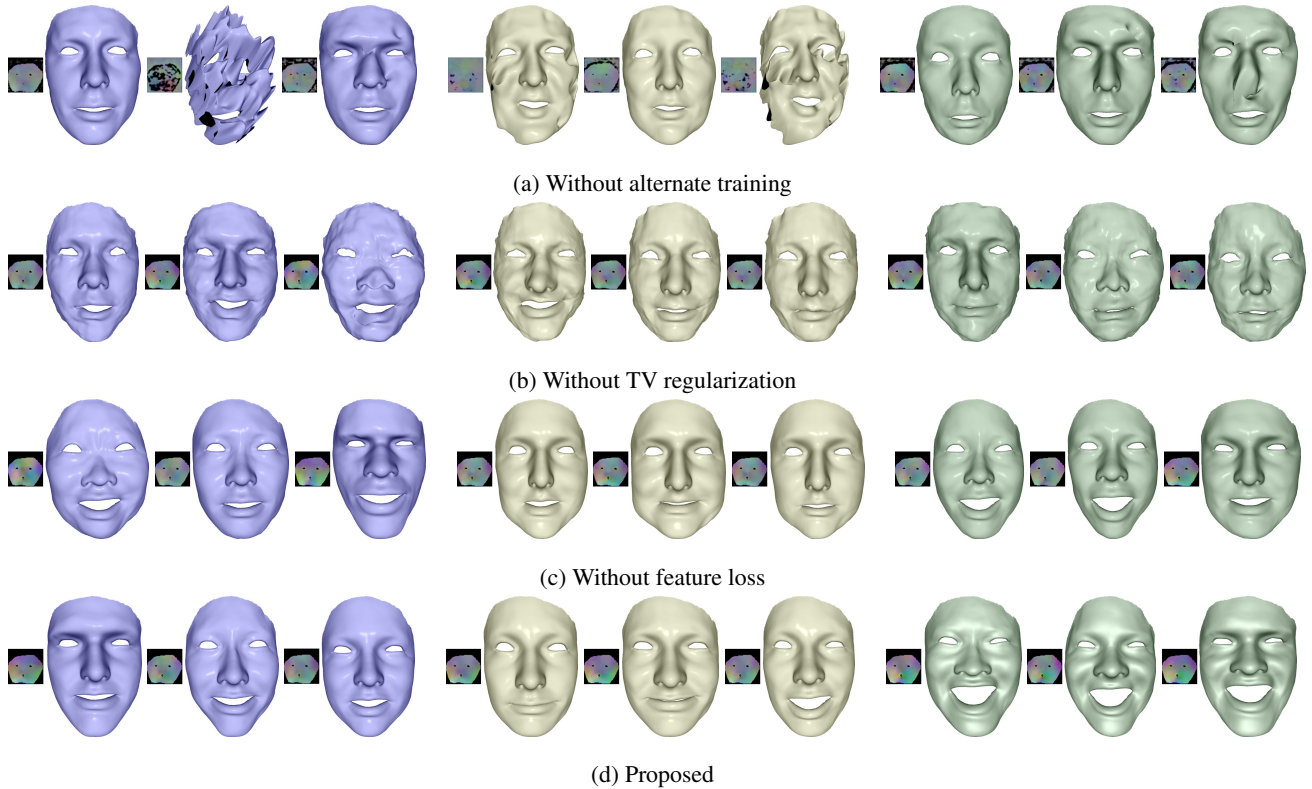 (a) Without alternate training
(b) Without TV regularization
(c) Without feature loss
(d) Proposed